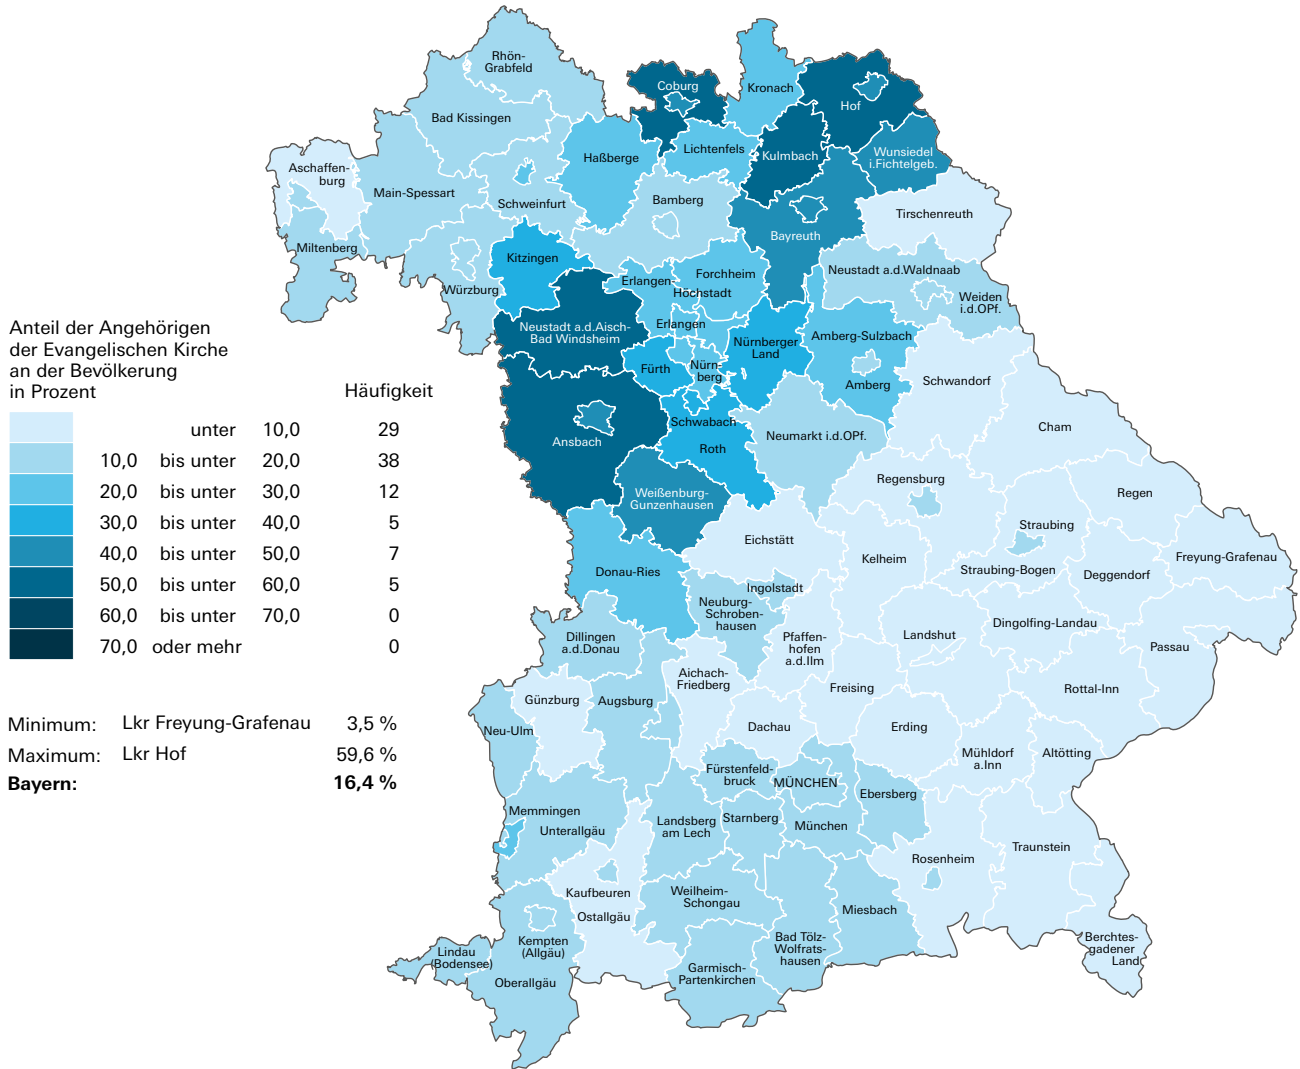 Rhön-
Grabfeld
Coburg
Kronach
Hof
Bad Kissingen
Haßberge
Lichtenfels
Kulmbach
Wunsiedel
i.Fichtelgeb.
Aschaffen-
burg
Main-Spessart
Schweinfurt
Bamberg
Tirschenreuth
Bayreuth
Miltenberg
Kitzingen
Würzburg
Erlangen-
Höchstadt
Forchheim
Neustadt a.d.Waldnaab
Weiden
i.d.OPf.
Neustadt a.d.Aisch-
Bad Windsheim
Erlangen
Nürnberger
Land
Amberg-Sulzbach
Fürth
Nürn-
berg
Amberg
Schwandorf
Ansbach
Schwabach
Roth
Neumarkt i.d.OPf.
Cham
Weißenburg-
Gunzenhausen
Regensburg
Regen
Straubing
Eichstätt
Kelheim
Straubing-Bogen
Deggendorf
Freyung-Grafenau
Donau-Ries
Ingolstadt
Neuburg-
Schroben-
hausen
Dillingen
a.d.Donau
Pfaffen-
hofen
a.d.Ilm
Landshut
Dingolfing-Landau
Passau
Aichach-
Friedberg
Günzburg
Augsburg
Freising
Rottal-Inn
Neu-Ulm
Dachau
Erding
Mühldorf
a.Inn
Altötting
Fürstenfeld-
bruck
MÜNCHEN
Ebersberg
Memmingen
Unterallgäu
Landsberg
am Lech
Starnberg
München
Rosenheim
Traunstein
Kaufbeuren
Ostallgäu
Weilheim-
Schongau
Miesbach
Bad Tölz-
Wolfrats-
hausen
Berchtes-
gadener
Land
Lindau
(Bodensee)
Kempten
(Allgäu)
Oberallgäu
Garmisch-
Partenkirchen
Anteil der Angehörigen
der Evangelischen Kirche
an der Bevölkerung
in Prozent Häufigkeit
unter 10,0 29
10,0 bis unter 20,0 38
20,0 bis unter 30,0 12
30,0 bis unter 40,0 5
40,0 bis unter 50,0 7
50,0 bis unter 60,0 5
60,0 bis unter 70,0 0
70,0 oder mehr 0
Minimum: Lkr Freyung-Grafenau 3,5 %
Maximum: Lkr Hof 59,6 %
Bayern: 16,4 %